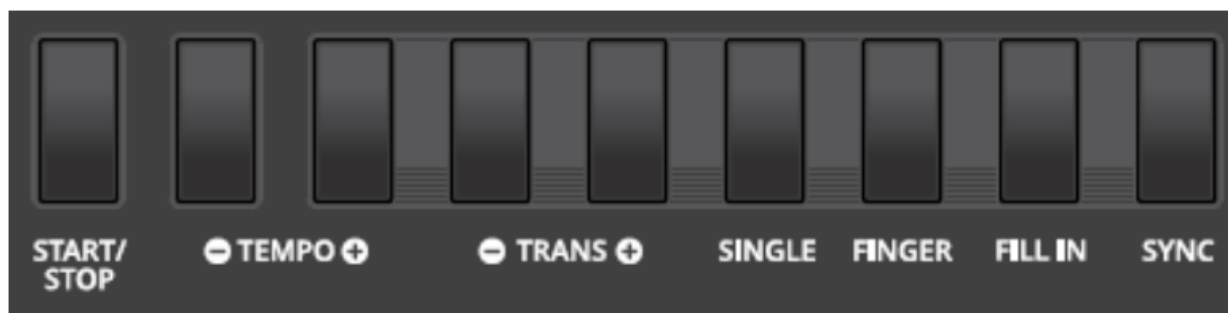 START/
STOP
⊖ TEMPO ⊕
⊖ TRANS ⊕
SINGLE
FINGER
FILL IN
SYNC